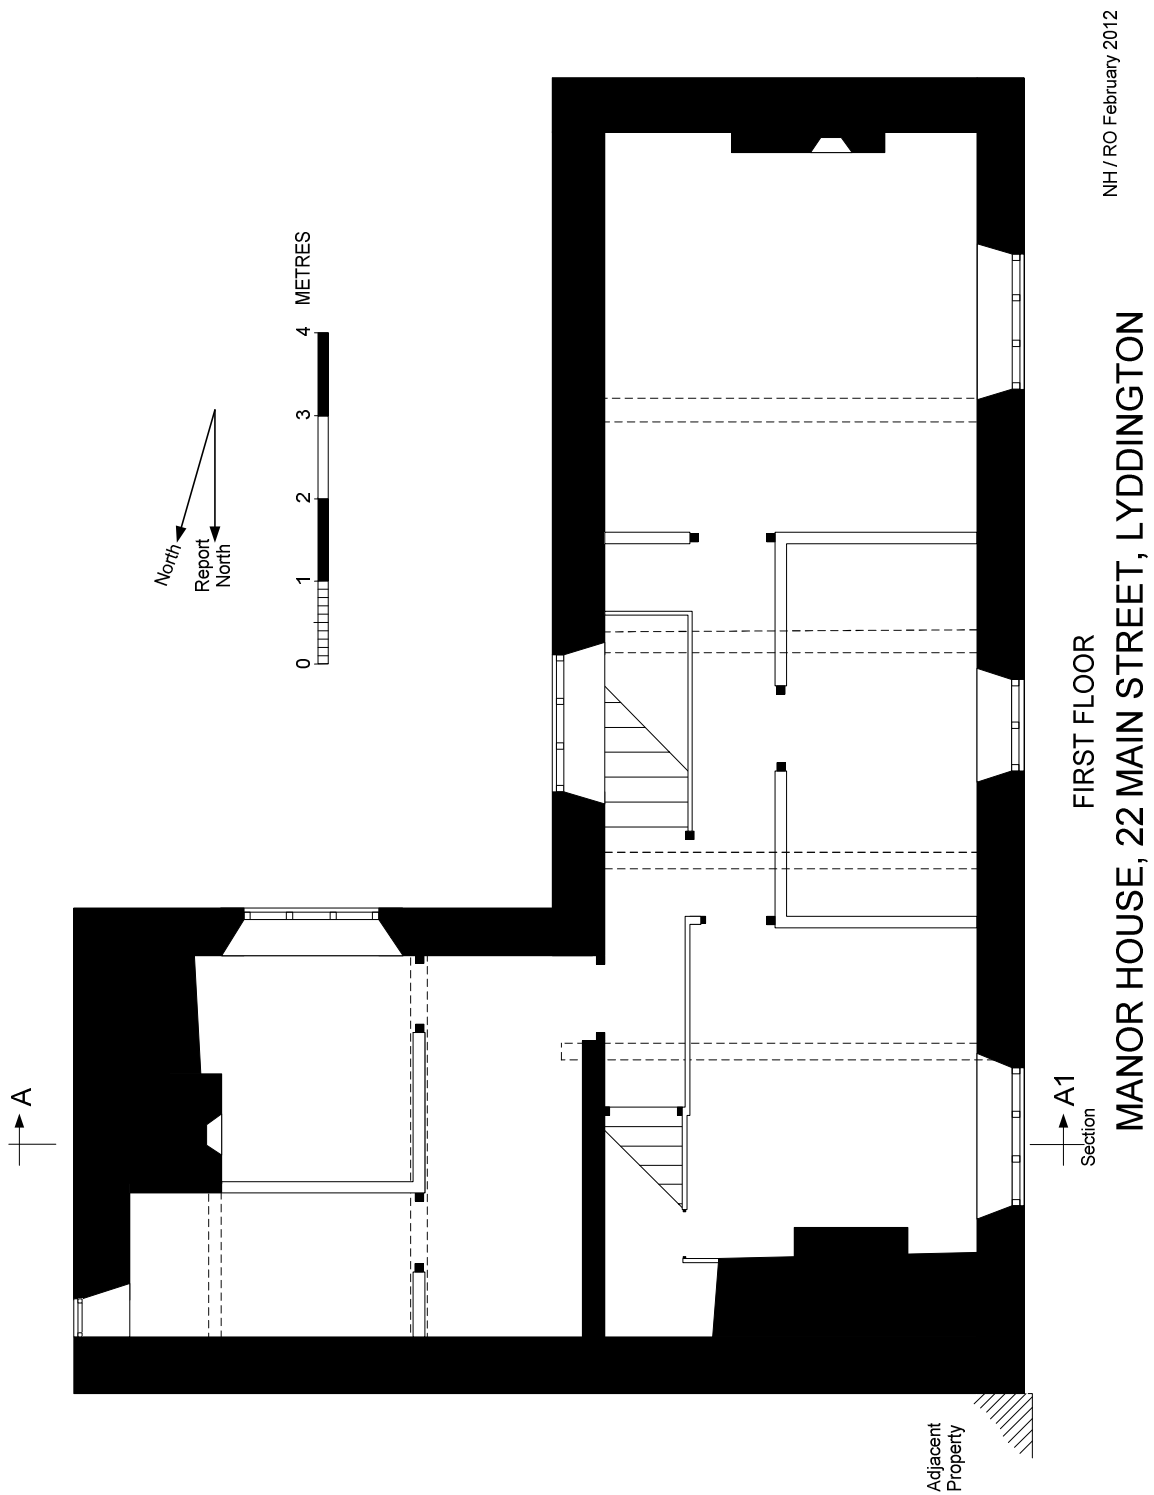 A
North
Report
North
0 1 2 3 4 METRES
Adjacent
Property
A1
Section
FIRST FLOOR
MANOR HOUSE, 22 MAIN STREET, LYDDINGTON
NH / RO February 2012